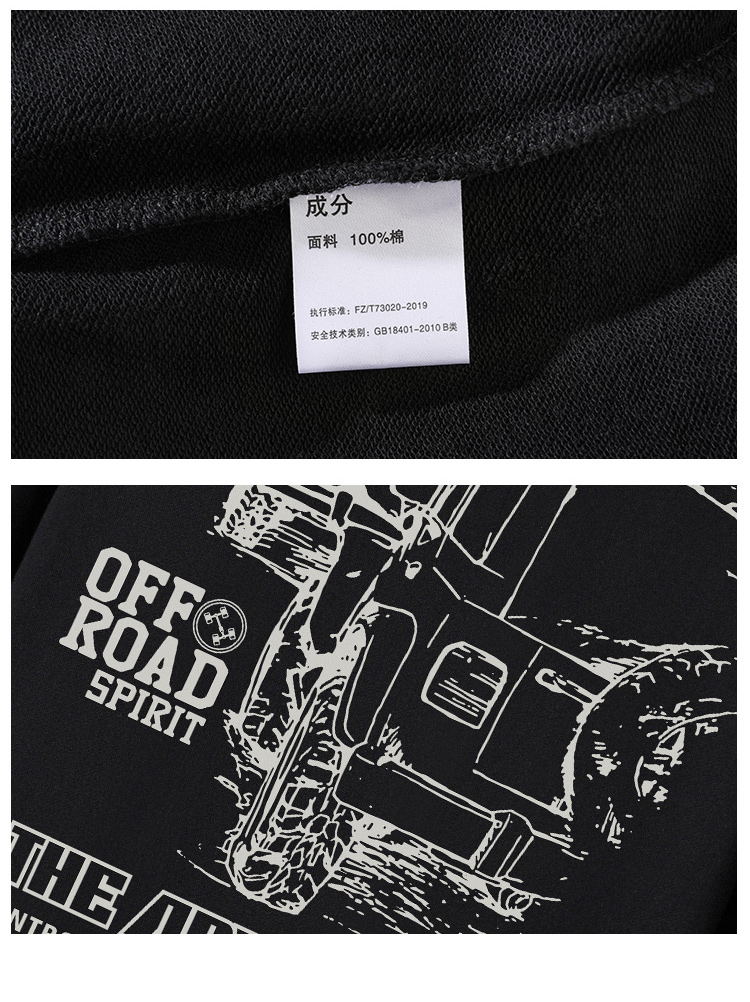 成分
面料 100%棉
执行标准：FZ/T73020-2019
安全技术类别：GB18401-2010 B类
OFF
ROAD
SPIRIT
THE